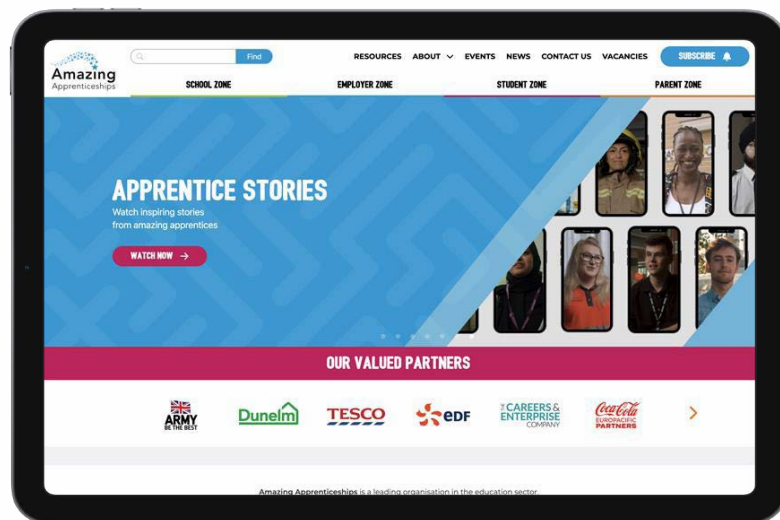 Amazing
Apprenticeships
Find
RESOURCES ABOUT EVENTS NEWS CONTACT US VACANCIES
SUBSCRIBE
SCHOOL ZONE
EMPLOYER ZONE
STUDENT ZONE
PARENT ZONE
APPRENTICE STORIES
Watch inspiring stories
from amazing apprentices
WATCH NOW →
OUR VALUED PARTNERS
ARMY
BE THE BEST
Dunelm
TESCO
eDF
THE CAREERS &
ENTERPRISE
COMPANY
Coca-Cola
EUROPACIFIC
PARTNERS
Amazing Apprenticeships is a leading organisation in the education sector.